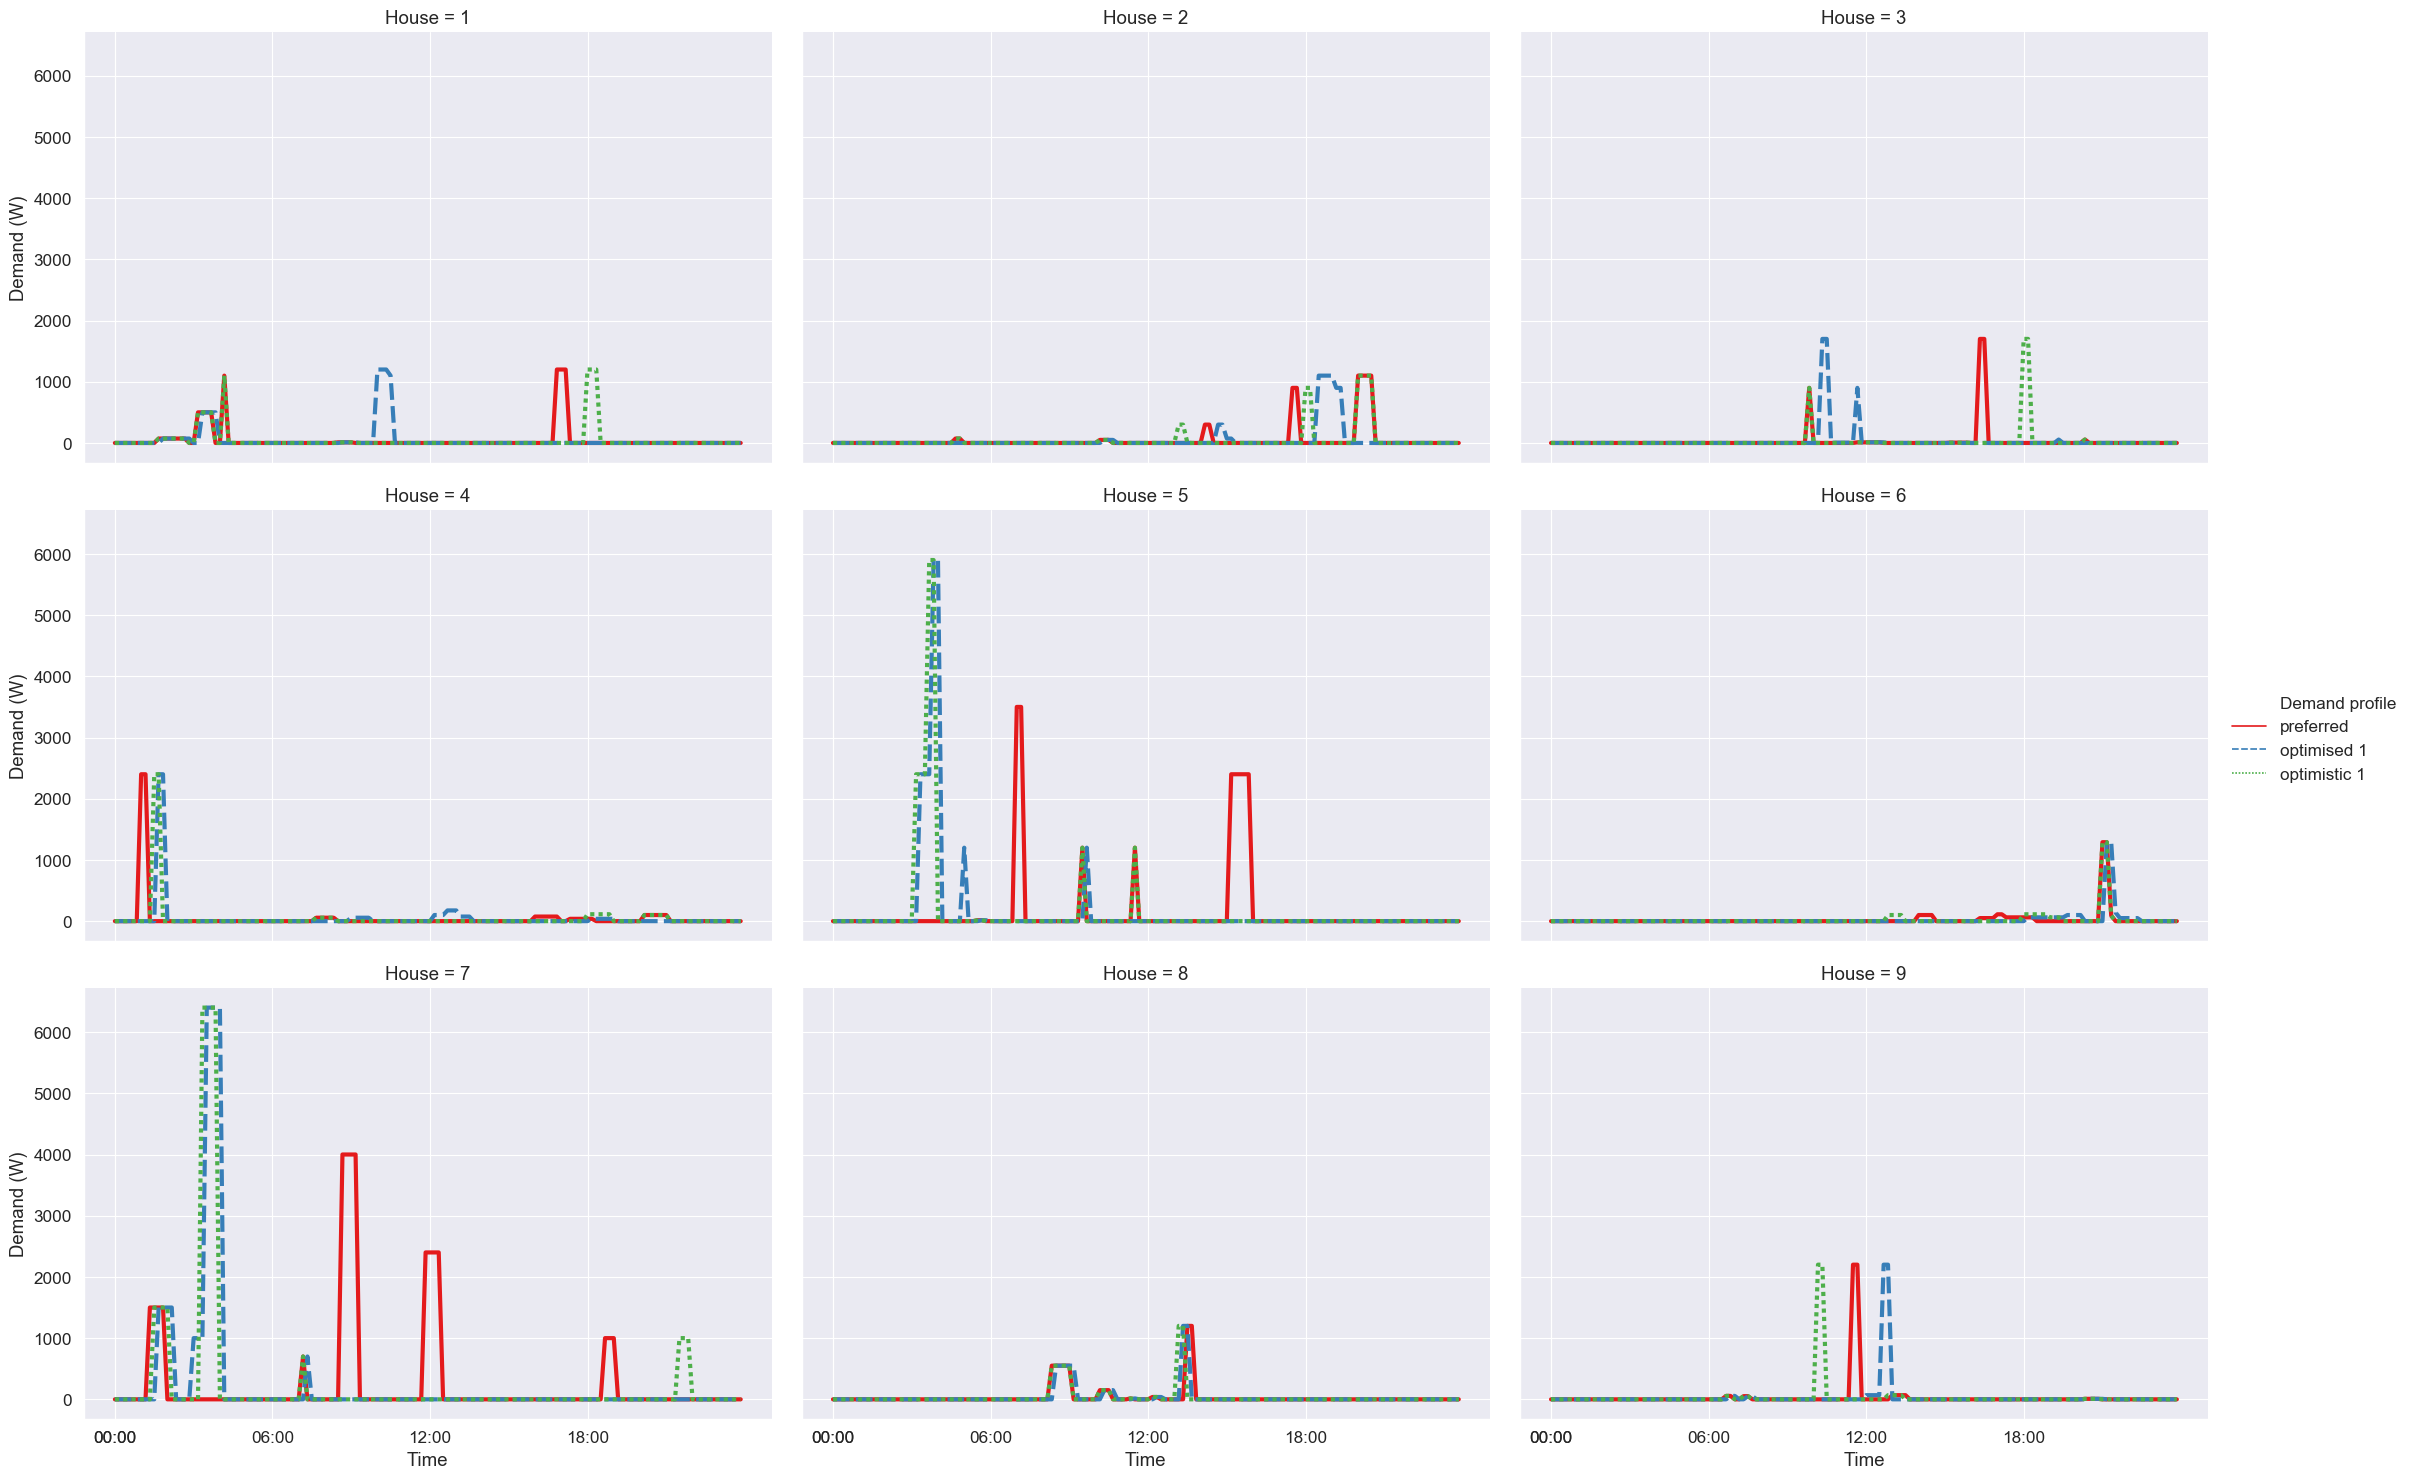 House = 1
House = 2
House = 3
6000
5000
4000
3000
2000
1000
0
Demand (W)
House = 4
House = 5
House = 6
6000
5000
4000
3000
2000
1000
0
Demand (W)
Demand profile
preferred
optimised 1
optimistic 1
House = 7
House = 8
House = 9
6000
5000
4000
3000
2000
1000
0
Demand (W)
00:00 06:00 12:00 18:00
00:00 06:00 12:00 18:00
00:00 06:00 12:00 18:00
Time
Time
Time